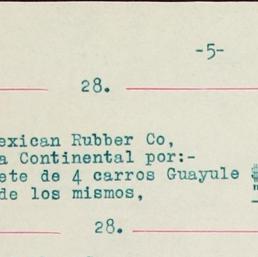 -5-
28.
exican Rubber Co,
a Continental por:-
ete de 4 carros Guayule
de los mismos,
28.